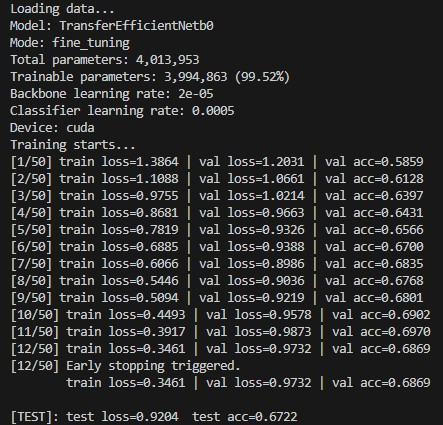 Loading data...
Model: TransferEfficientNetb0
Mode: fine_tuning
Total parameters: 4,013,953
Trainable parameters: 3,994,863 (99.52%)
Backbone learning rate: 2e-05
Classifier learning rate: 0.0005
Device: cuda
Training starts...
[1/50] train loss=1.3864 | val loss=1.2031 | val acc=0.5859
[2/50] train loss=1.1088 | val loss=1.0661 | val acc=0.6128
[3/50] train loss=0.9755 | val loss=1.0214 | val acc=0.6397
[4/50] train loss=0.8681 | val loss=0.9663 | val acc=0.6431
[5/50] train loss=0.7819 | val loss=0.9326 | val acc=0.6566
[6/50] train loss=0.6885 | val loss=0.9388 | val acc=0.6700
[7/50] train loss=0.6066 | val loss=0.8986 | val acc=0.6835
[8/50] train loss=0.5446 | val loss=0.9036 | val acc=0.6768
[9/50] train loss=0.5094 | val loss=0.9219 | val acc=0.6801
[10/50] train loss=0.4493 | val loss=0.9578 | val acc=0.6902
[11/50] train loss=0.3917 | val loss=0.9873 | val acc=0.6970
[12/50] train loss=0.3461 | val loss=0.9732 | val acc=0.6869
[12/50] Early stopping triggered.
train loss=0.3461 | val loss=0.9732 | val acc=0.6869
[TEST]: test loss=0.9204  test acc=0.6722